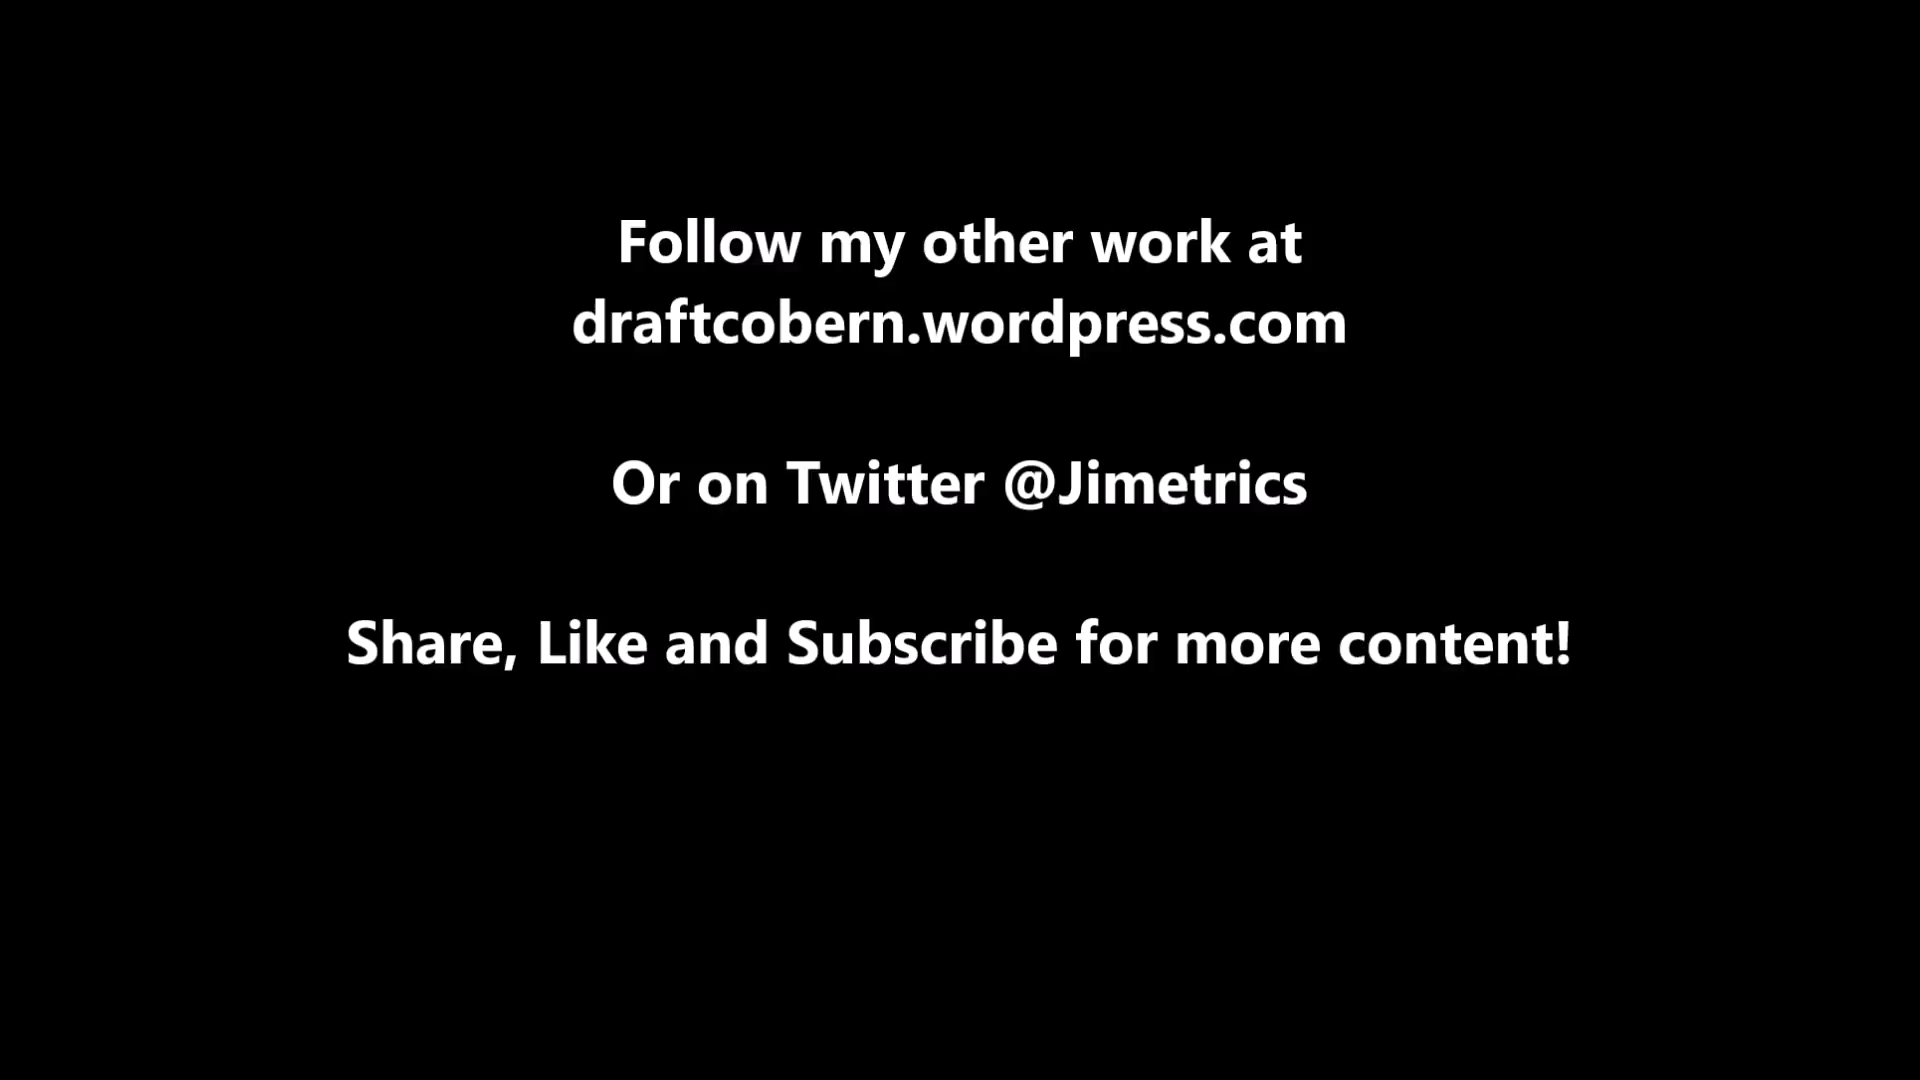 Follow my other work at
draftcobern.wordpress.com
Or on Twitter @Jimetrics
Share, Like and Subscribe for more content!